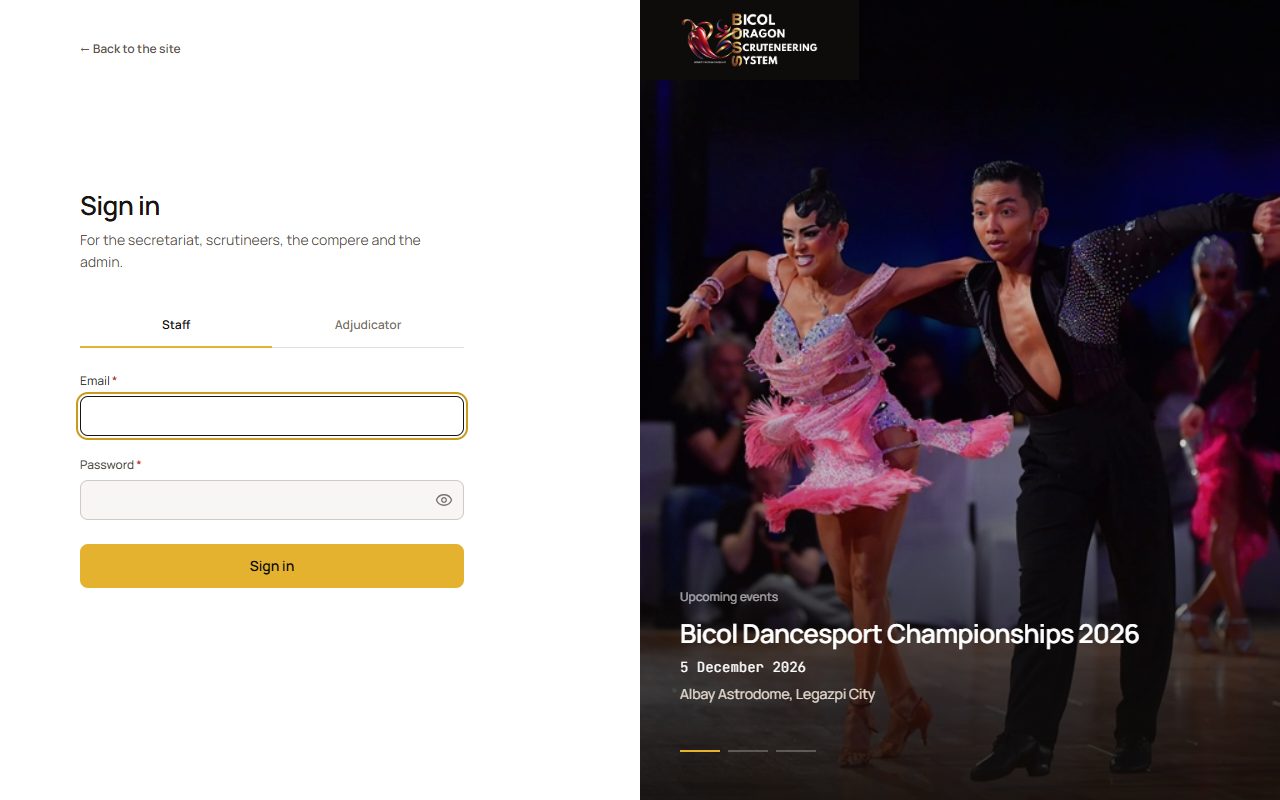 ← Back to the site
Sign in
For the secretariat, scrutineers, the compere and the
admin.
Staff
Adjudicator
Email *
Password *
Sign in
BICOL
DRAGON
SCRUTENEERING
SYSTEM
Upcoming events
Bicol Dancesport Championships 2026
5 December 2026
Albay Astrodome, Legazpi City